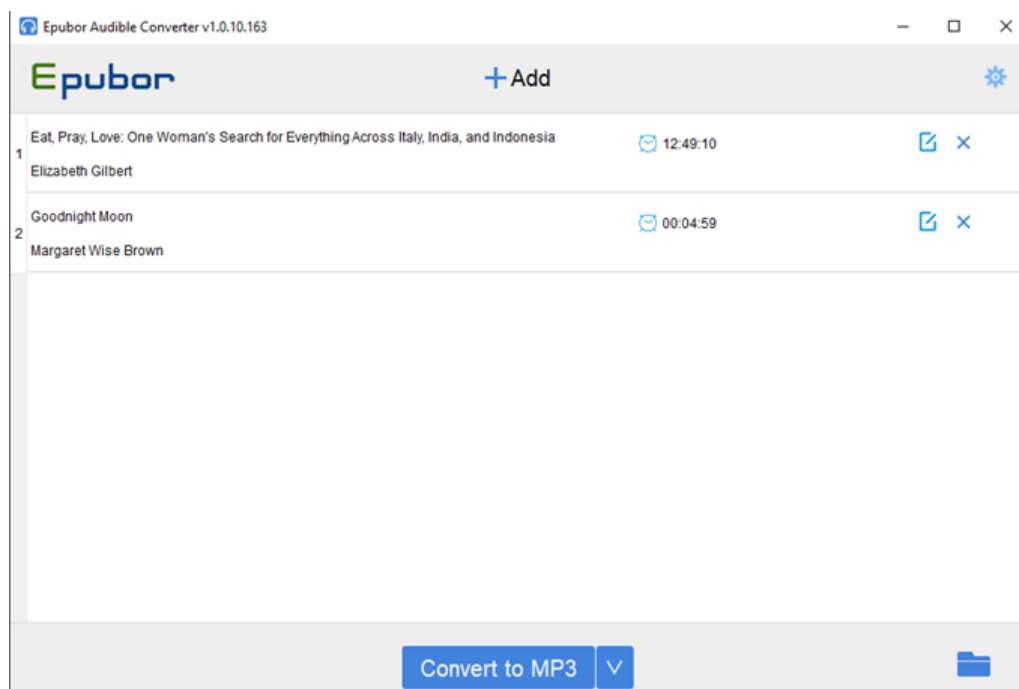 Epubor Audible Converter v1.0.10.163
Epubor
+Add
1
Eat, Pray, Love: One Woman's Search for Everything Across Italy, India, and Indonesia
12:49:10
Elizabeth Gilbert
2
Goodnight Moon
00:04:59
Margaret Wise Brown
Convert to MP3